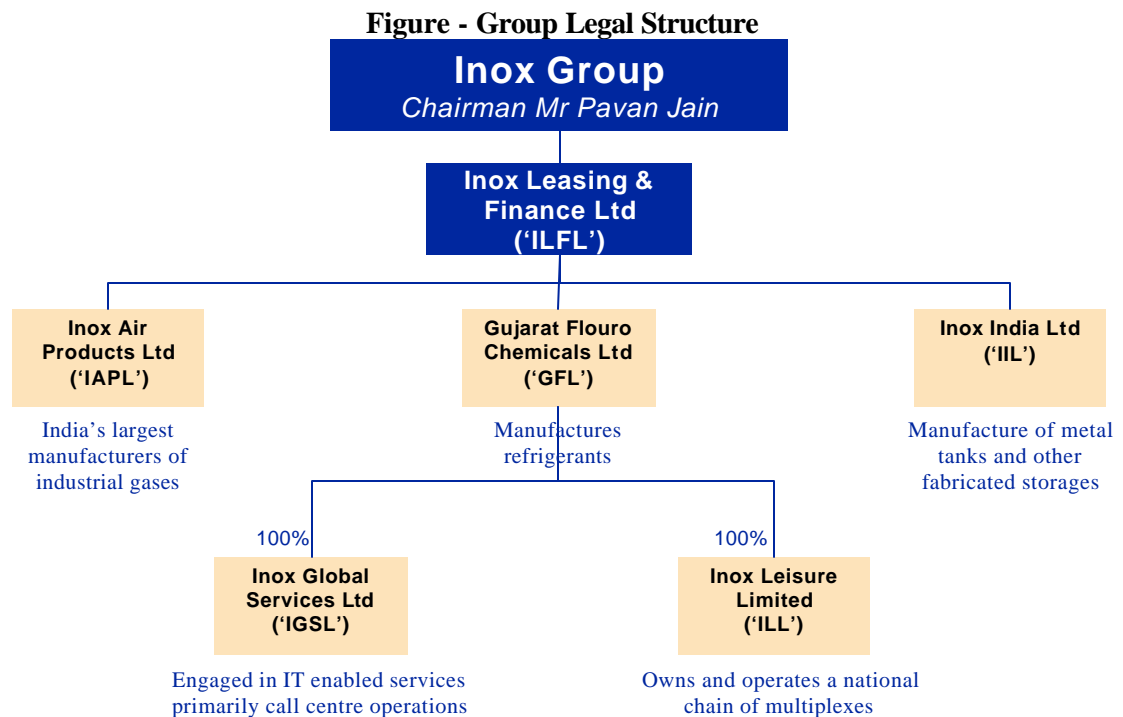 Figure - Group Legal Structure
Inox Group
Chairman Mr Pavan Jain
Inox Leasing &
Finance Ltd
(‘ILFL’)
Inox Air
Products Ltd
(‘IAPL’)
India’s largest
manufacturers of
industrial gases
Gujarat Flouro
Chemicals Ltd
(‘GFL’)
Manufactures
refrigerants
Inox India Ltd
(‘IIL’)
Manufacture of metal
tanks and other
fabricated storages
100%
Inox Global
Services Ltd
(‘IGSL’)
Engaged in IT enabled services
primarily call centre operations
100%
Inox Leisure
Limited
(‘ILL’)
Owns and operates a national
chain of multiplexes